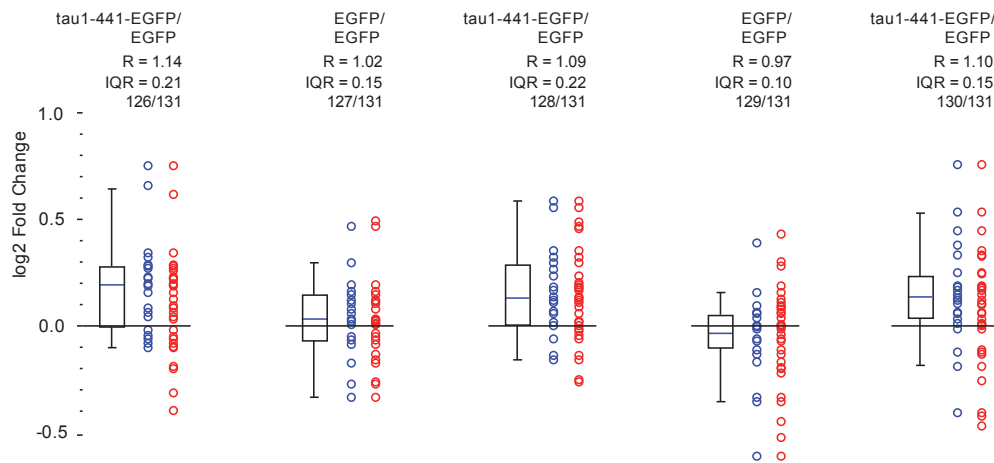 tau1-441-EGFP/ EGFP/ tau1-441-EGFP/ EGFP/ tau1-441-EGFP/
EGFP EGFP EGFP EGFP EGFP
R = 1.14 R = 1.02 R = 1.09 R = 0.97 R = 1.10
IQR = 0.21 IQR = 0.15 IQR = 0.22 IQR = 0.10 IQR = 0.15
126/131 127/131 128/131 129/131 130/131
1.0
log2 Fold Change
0.5
0.0
-0.5